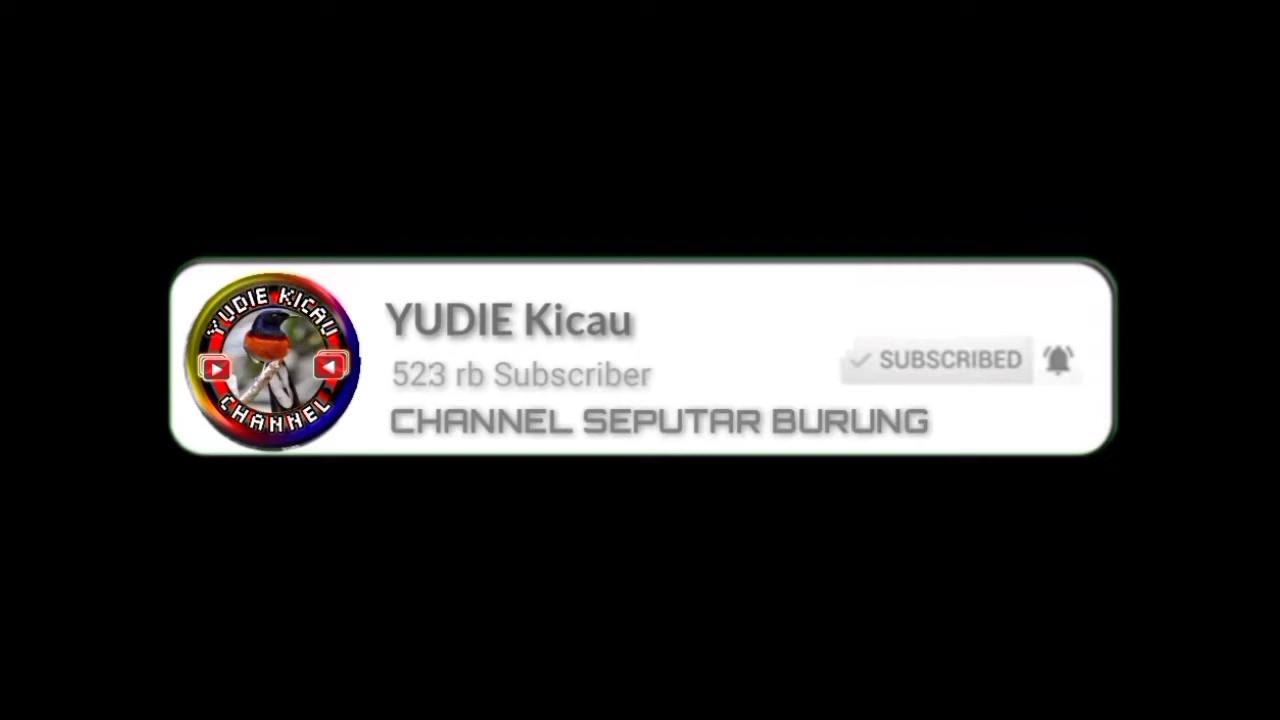 YUDIE KICAU
CHANNEL
YUDIE Kicau
523 rb Subscriber
CHANNEL SEPUTAR BURUNG
SUBSCRIBED